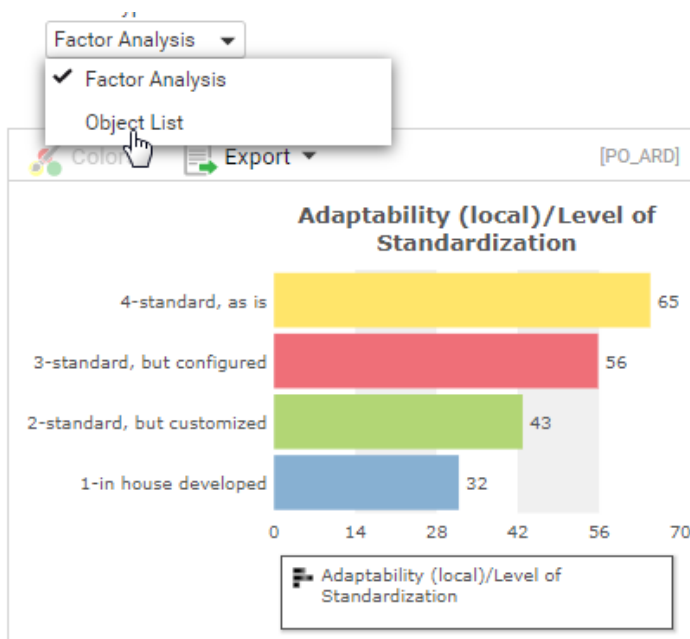 Factor Analysis
Factor Analysis
Object List
Color
Export
[PO_ARD]
Adaptability (local)/Level of
Standardization
4-standard, as is
65
3-standard, but configured
56
2-standard, but customized
43
1-in house developed
32
0 14 28 42 56 70
Adaptability (local)/Level of
Standardization